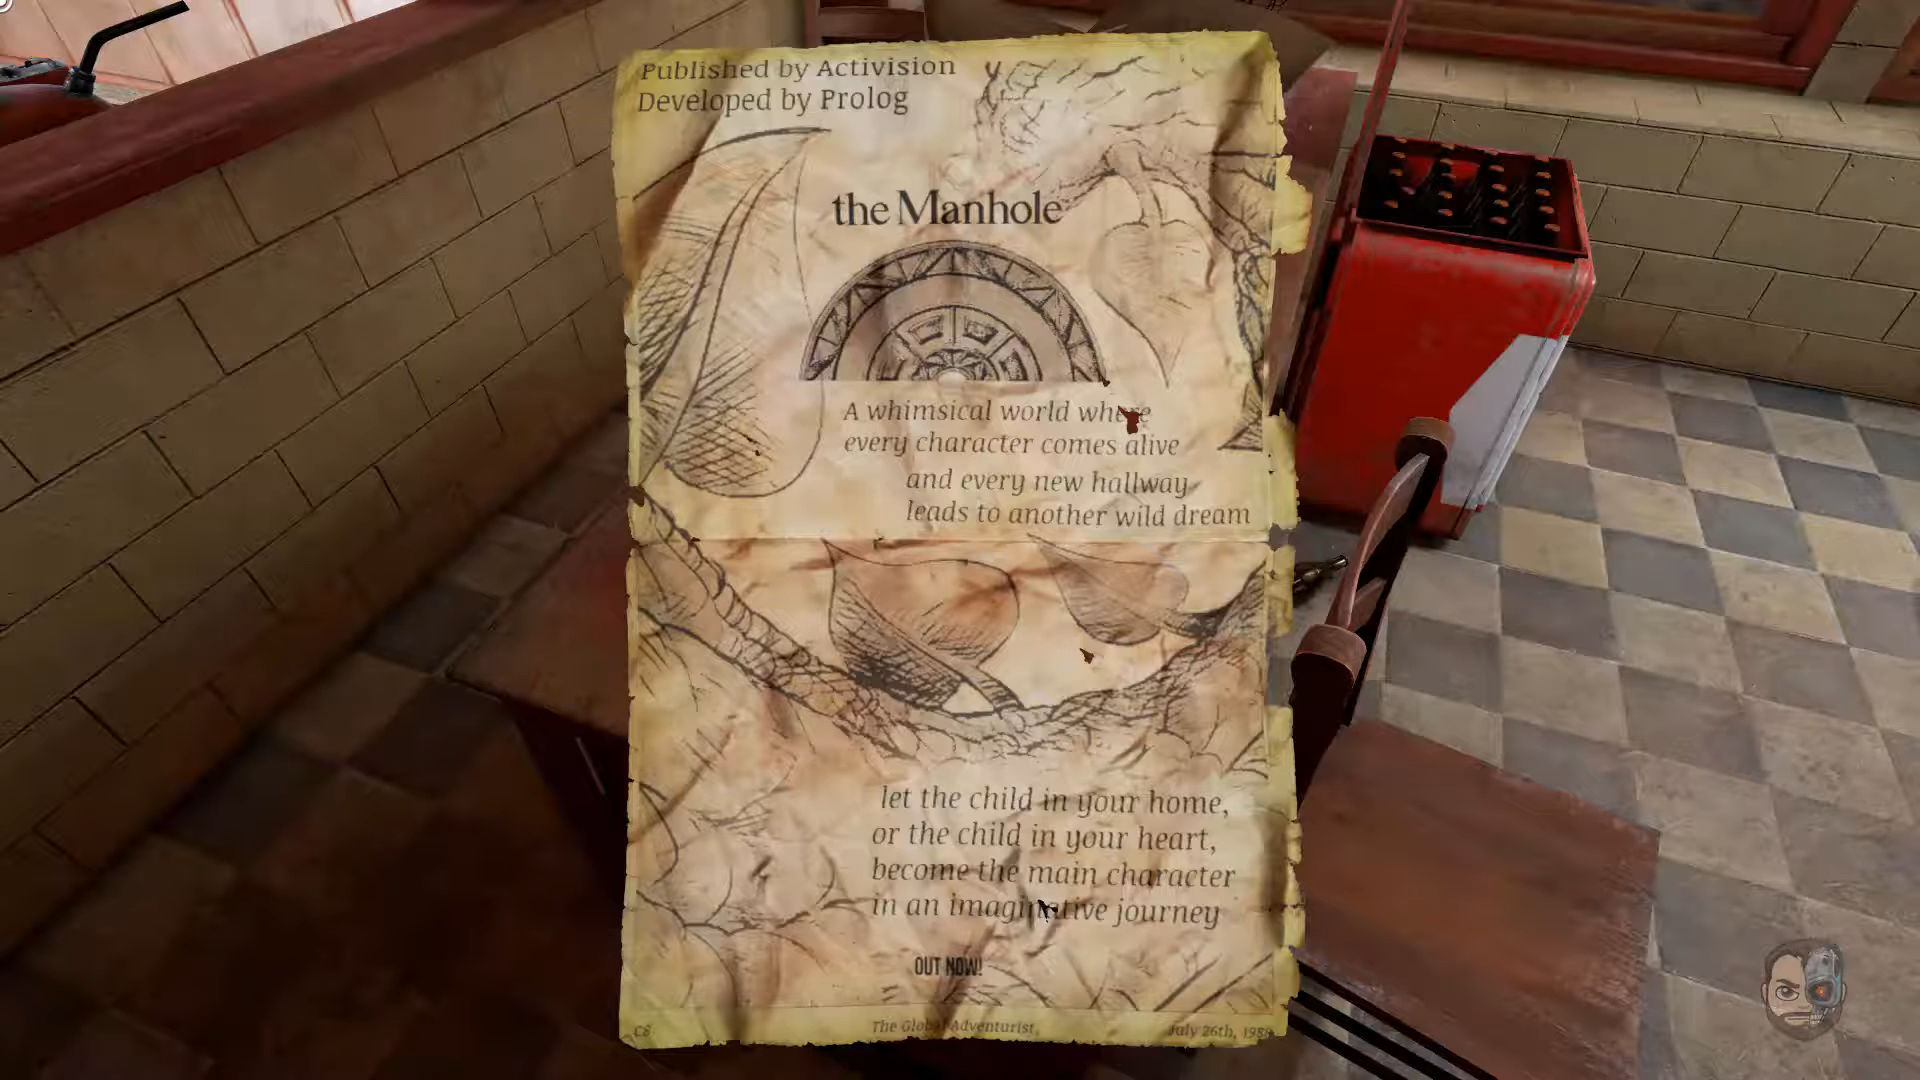 Published by Activision
Developed by Prolog
the Manhole
A whimsical world where
every character comes alive
and every new hallway
leads to another wild dream
let the child in your home,
or the child in your heart,
become the main character
in an imaginative journey
OUT NOW!
C8
The Global Adventurist,
July 26th,